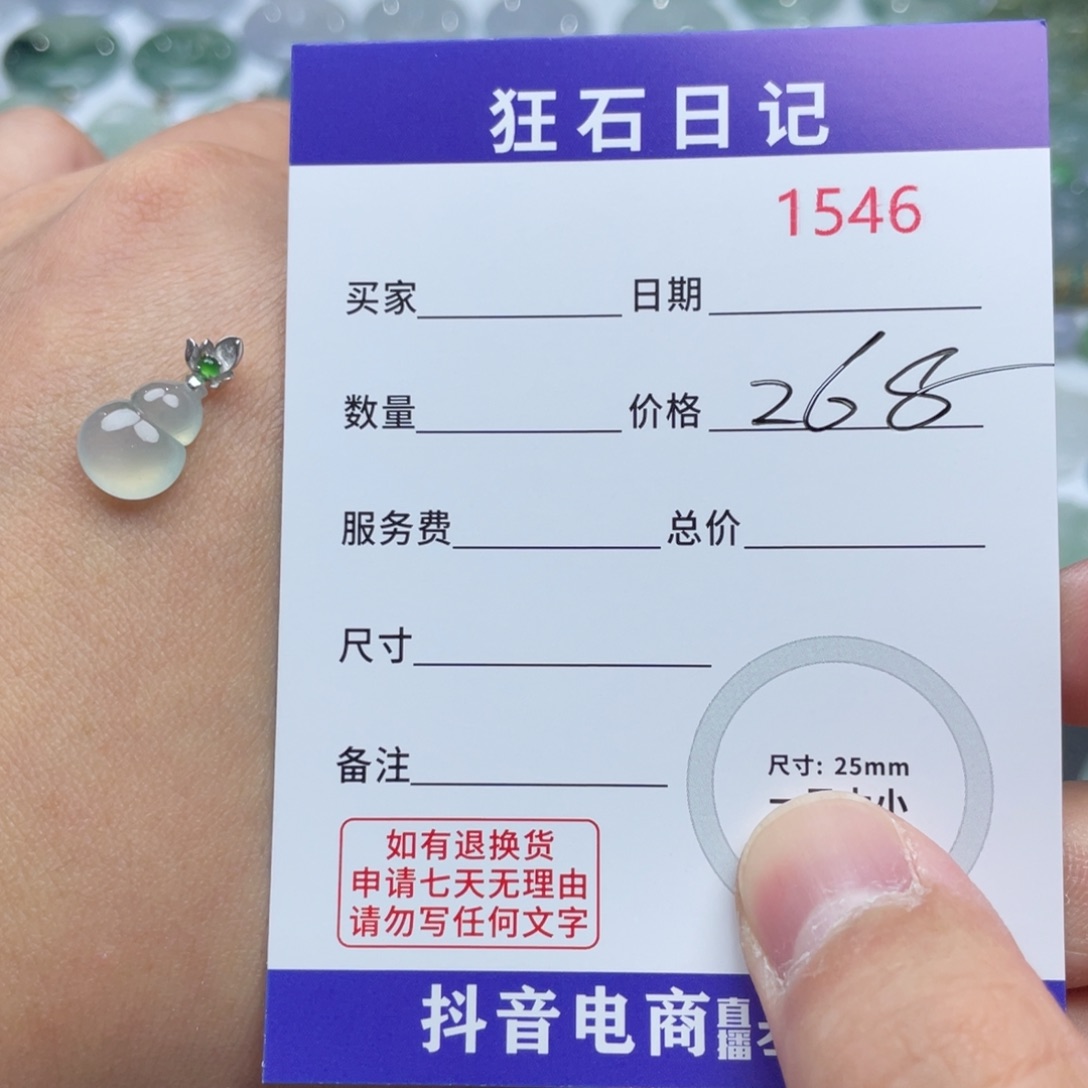 狂石日记
1546
买家 日期
数量 价格 268
服务费 总价
尺寸
备注
尺寸: 25mm
如有退换货
申请七天无理由
请勿写任何文字
抖音电商直播